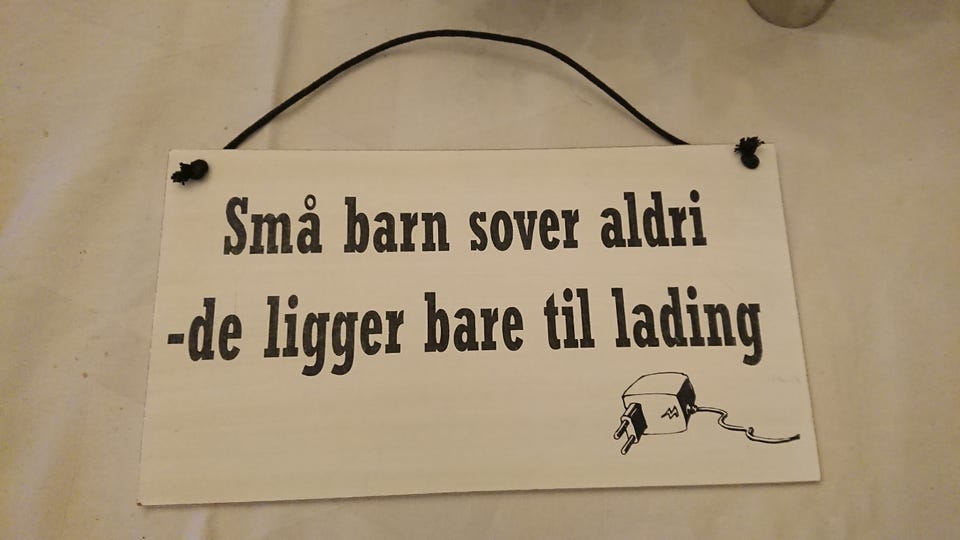 Små barn sover aldri
-de ligger bare til lading